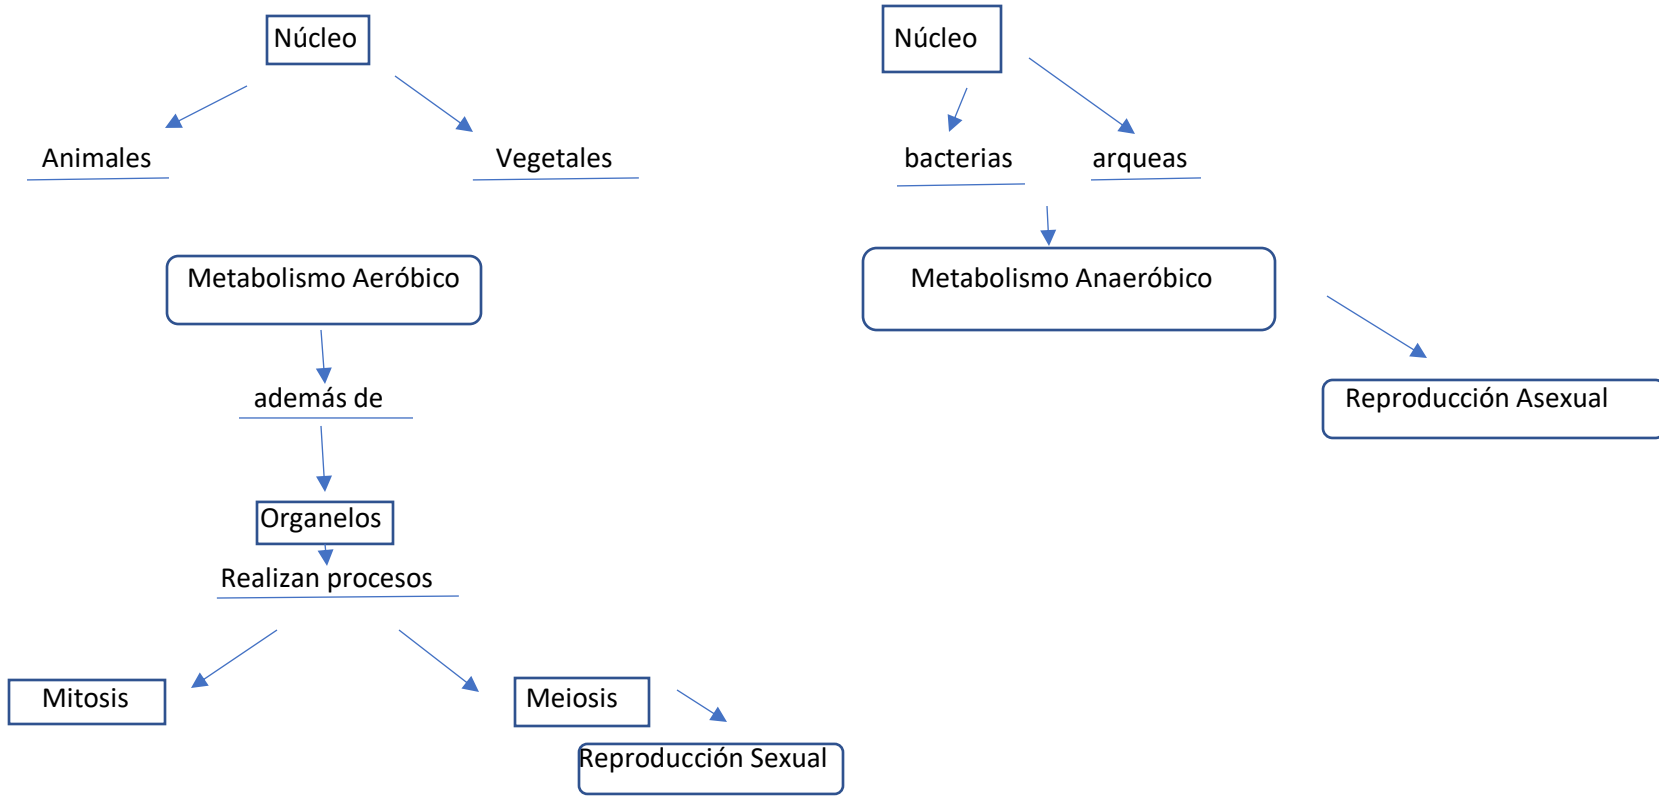 Núcleo
Núcleo
Animales
Vegetales
bacterias
arqueas
Metabolismo Aeróbico
Metabolismo Anaeróbico
además de
Reproducción Asexual
Organelos
Realizan procesos
Mitosis
Meiosis
Reproducción Sexual